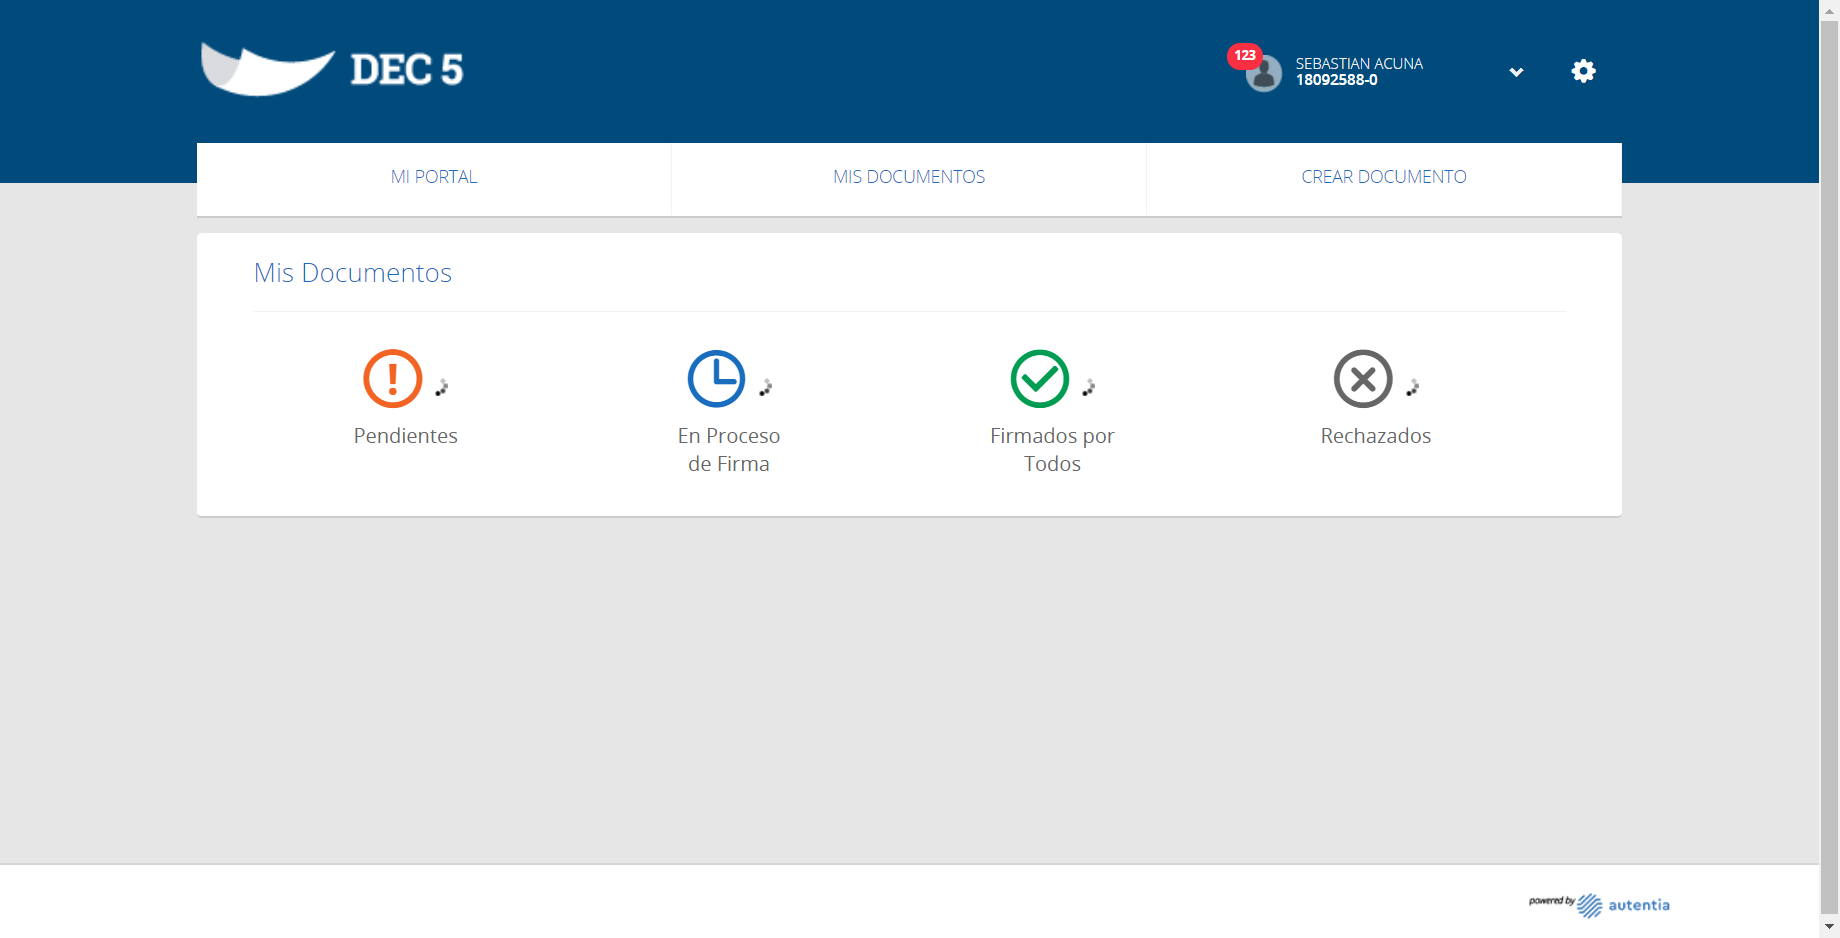 DEC 5
123
SEBASTIAN ACUNA
18092588-0
MI PORTAL
MIS DOCUMENTOS
CREAR DOCUMENTO
Mis Documentos
Pendientes
En Proceso
de Firma
Firmados por
Todos
Rechazados
powered by autentia